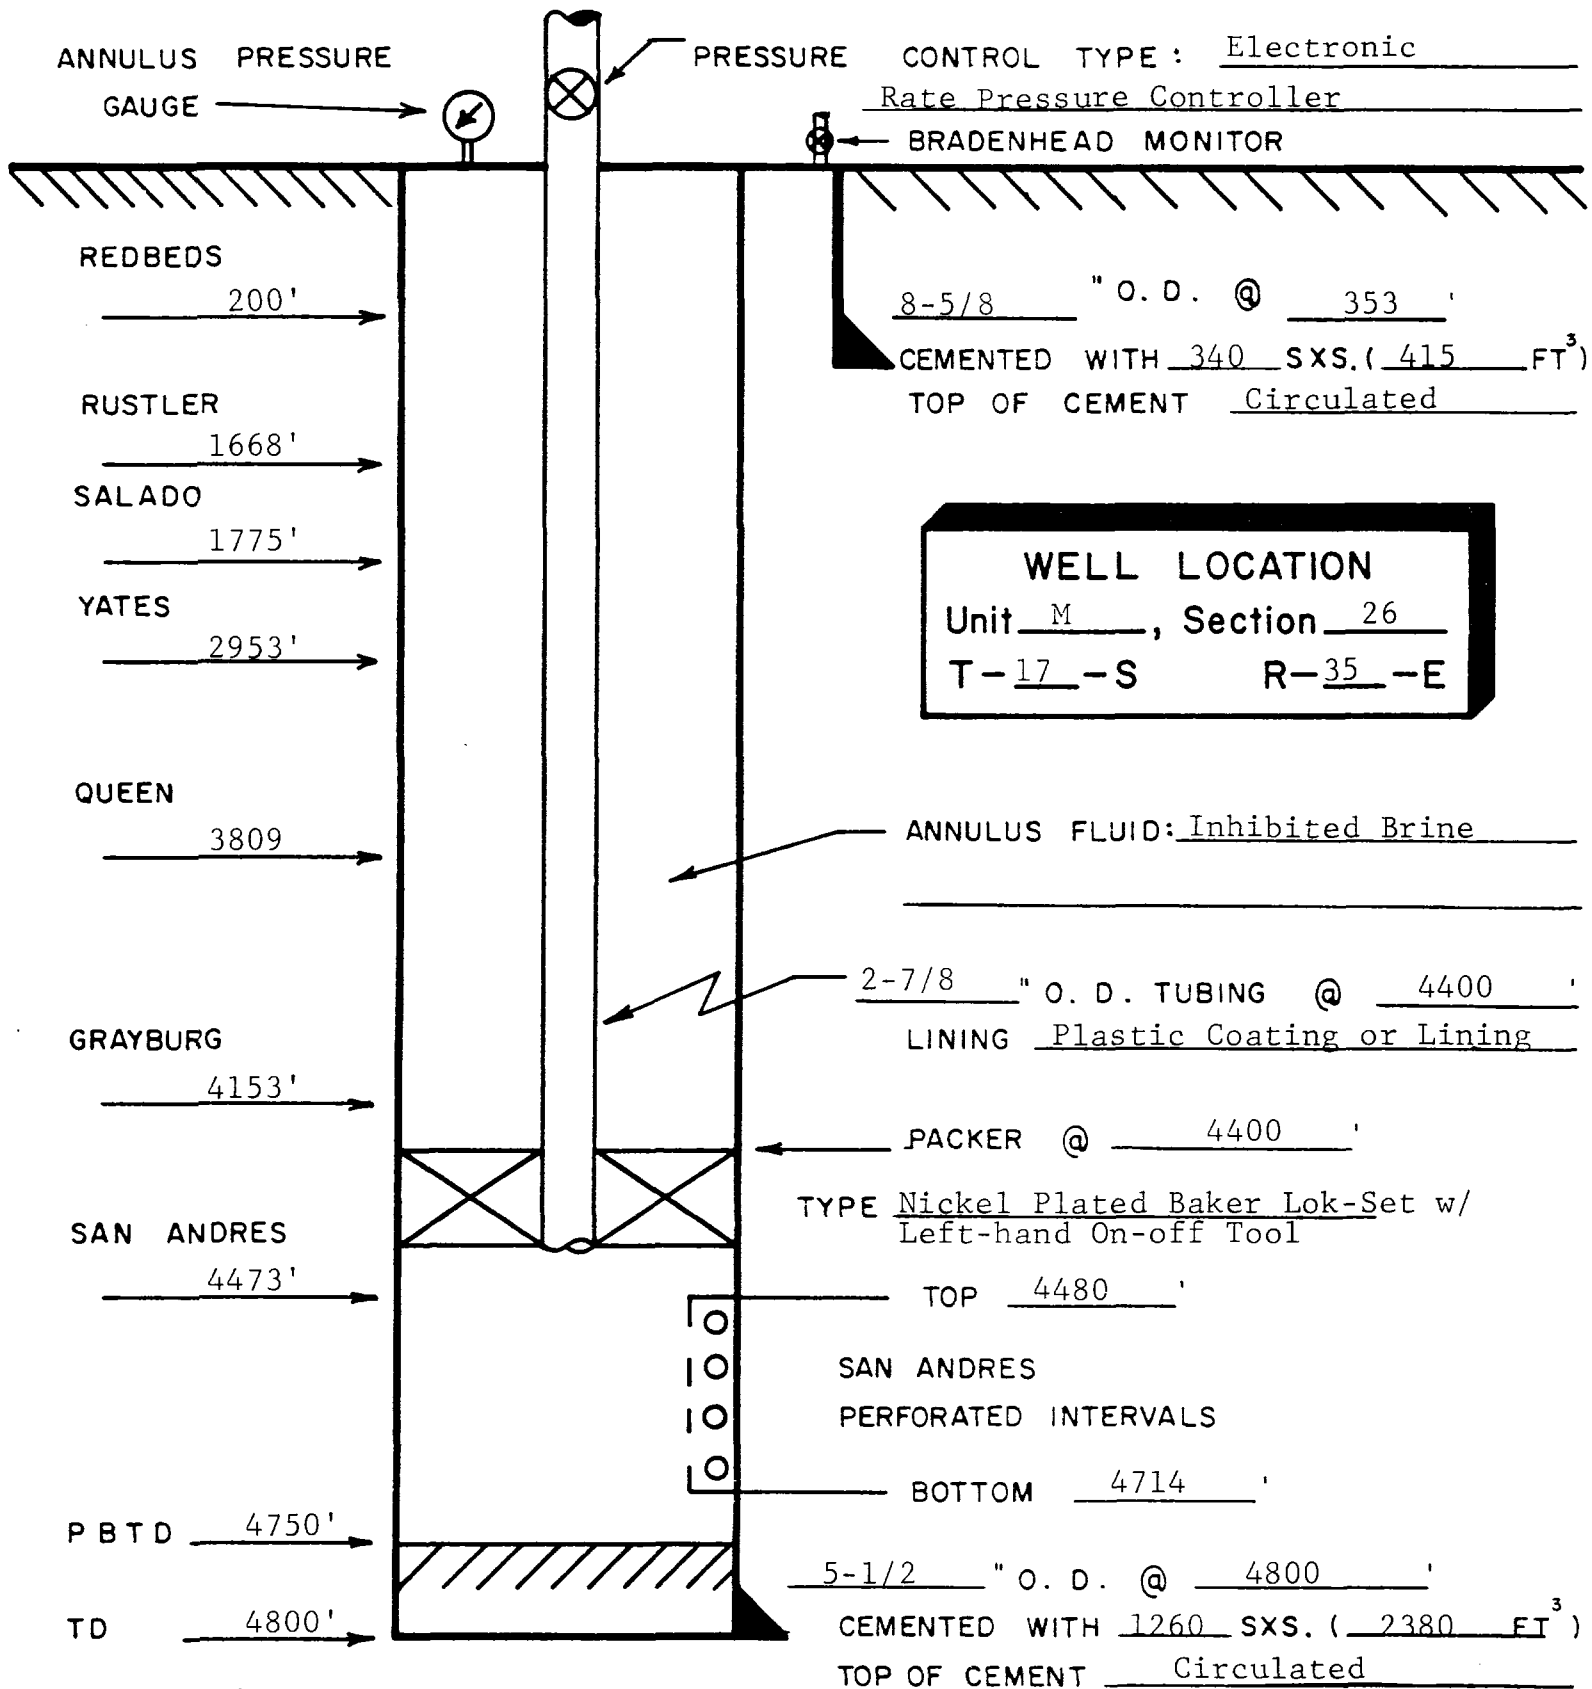 ANNULUS PRESSURE GAUGE
PRESSURE CONTROL TYPE: Electronic
Rate Pressure Controller
BRADENHEAD MONITOR
REDBEDS
200'
8-5/8 "O.D. @ 353 '
CEMENTED WITH 340 SXS. (415 FT³)
TOP OF CEMENT Circulated
RUSTLER
1668'
SALADO
1775'
YATES
2953'
WELL LOCATION
Unit M, Section 26
T-17-S R-35-E
QUEEN
3809
ANNULUS FLUID: Inhibited Brine
2-7/8 "O.D. TUBING @ 4400 '
LINING Plastic Coating or Lining
GRAYBURG
4153'
PACKER @ 4400 '
TYPE Nickel Plated Baker Lok-Set w/
Left-hand On-off Tool
SAN ANDRES
4473'
TOP 4480 '
SAN ANDRES
PERFORATED INTERVALS
BOTTOM 4714 '
PBTD 4750'
5-1/2 "O.D. @ 4800 '
TD 4800'
CEMENTED WITH 1260 SXS. (2380 FT³)
TOP OF CEMENT Circulated